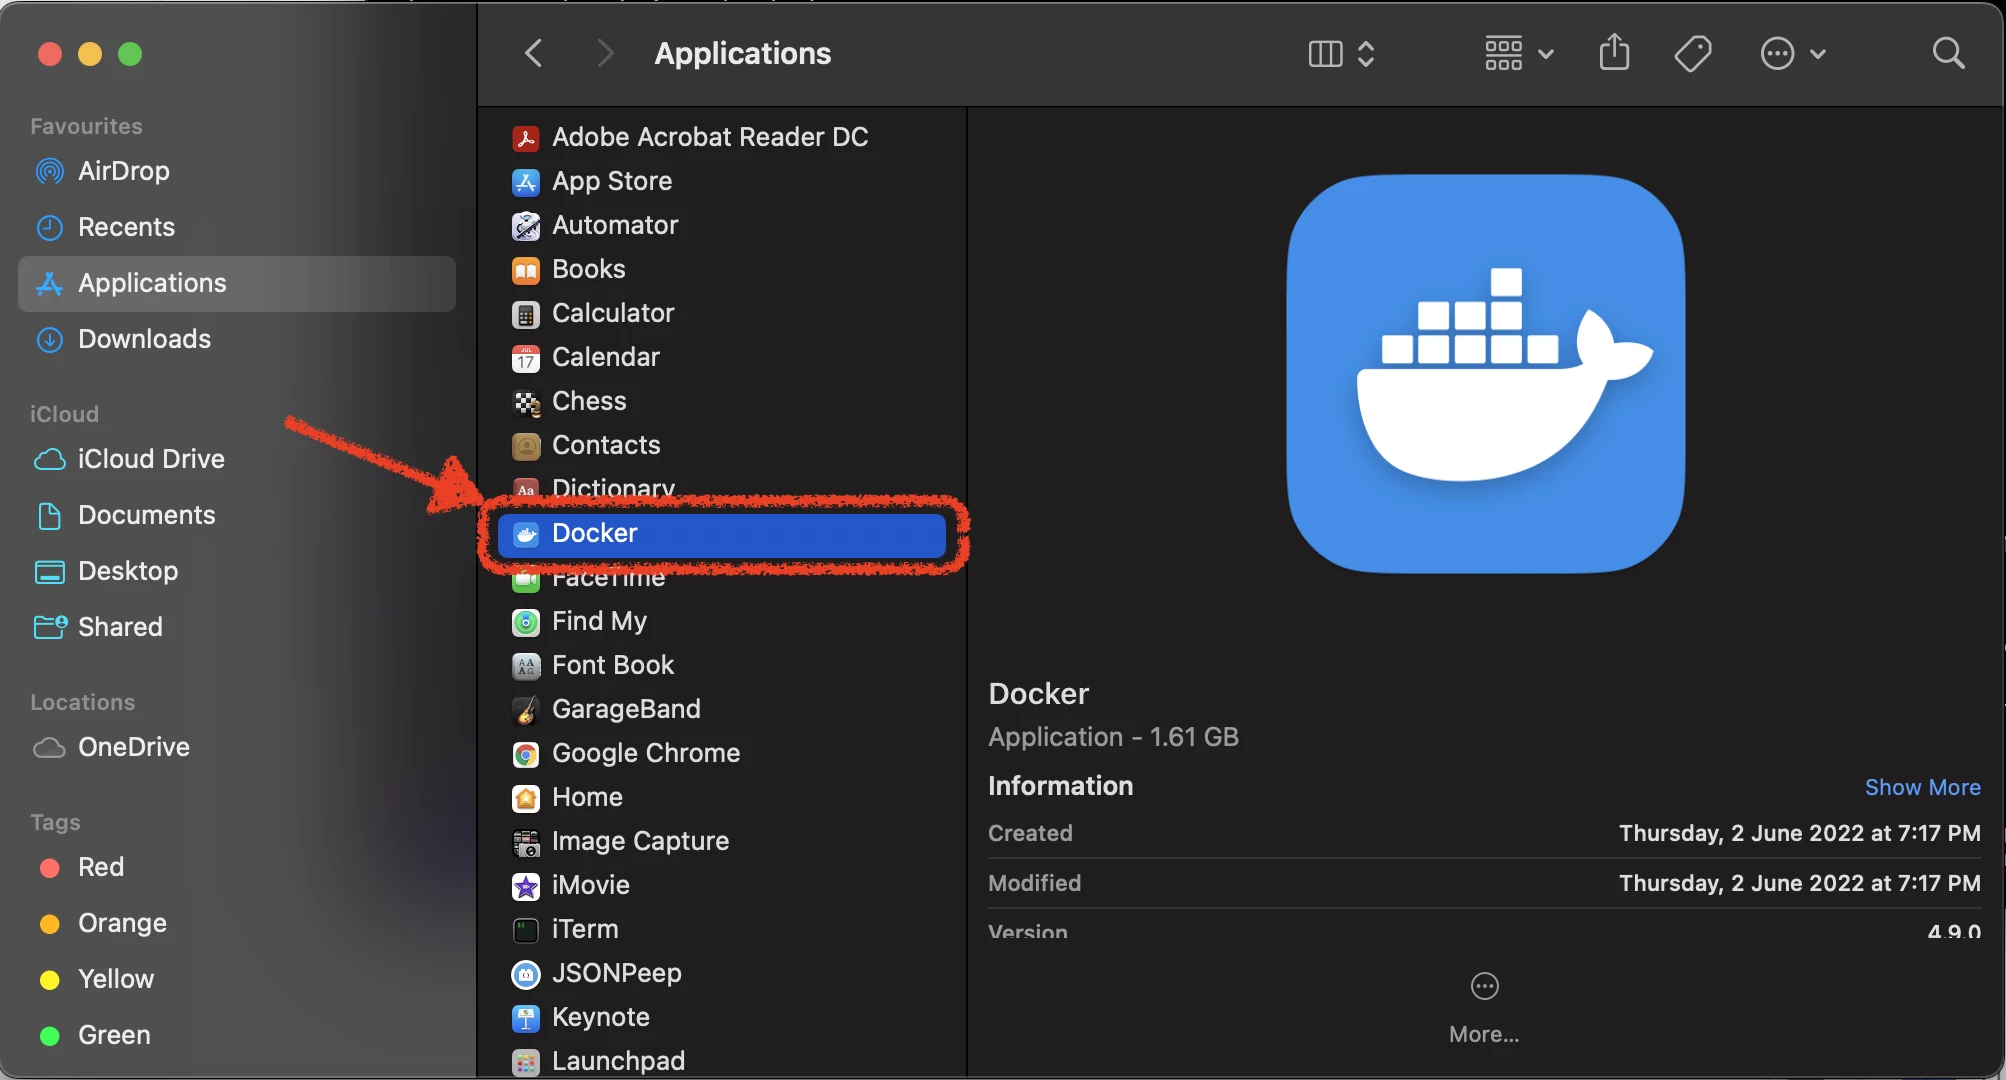 Applications
Favourites
AirDrop
Recents
Applications
Downloads
iCloud
iCloud Drive
Documents
Desktop
Shared
Locations
OneDrive
Tags
Red
Orange
Yellow
Green
Adobe Acrobat Reader DC
App Store
Automator
Books
Calculator
Calendar
Chess
Contacts
Dictionary
Docker
FaceTime
Find My
Font Book
GarageBand
Google Chrome
Home
Image Capture
iMovie
iTerm
JSONPeep
Keynote
Launchpad
Docker
Application - 1.61 GB
Information Show More
Created Thursday, 2 June 2022 at 7:17 PM
Modified Thursday, 2 June 2022 at 7:17 PM
Version 4.9.0
More...